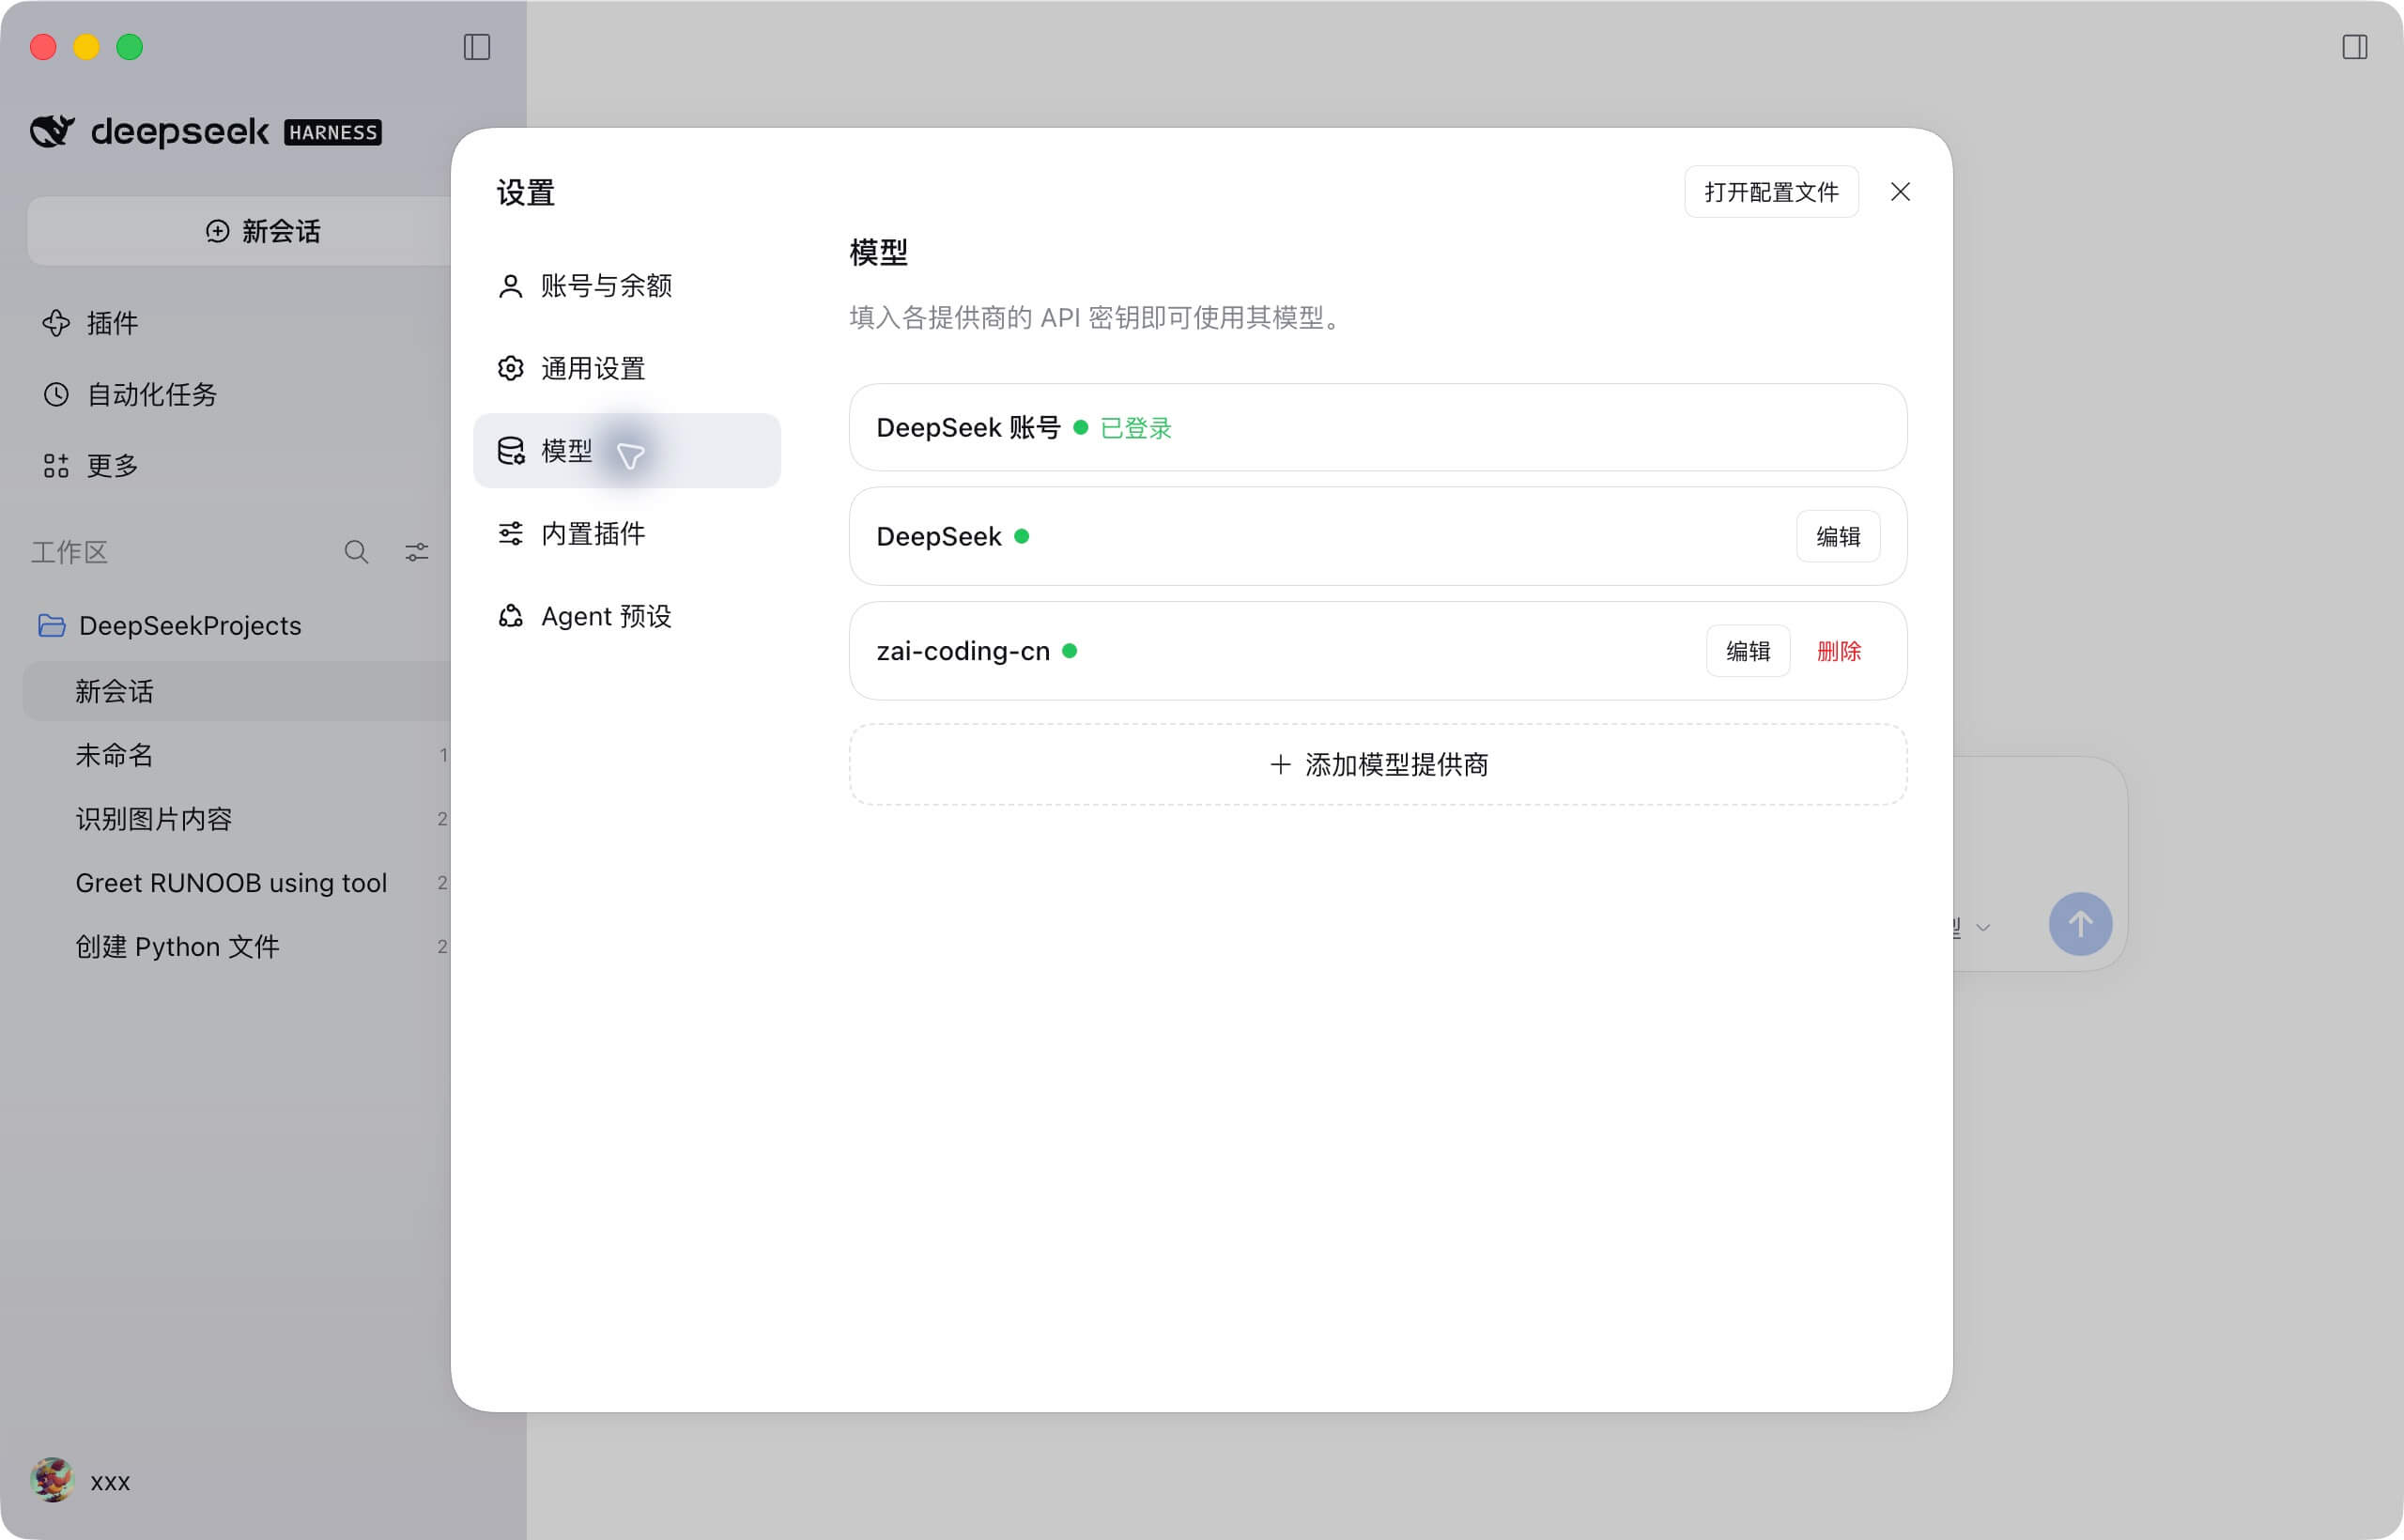 deepseek HARNESS
新会话
插件
自动化任务
更多
工作区
DeepSeekProjects
新会话
未命名 1
识别图片内容 2
Greet RUNOOB using tool 2
创建 Python 文件 2
xxx
设置
打开配置文件
账号与余额
通用设置
模型
内置插件
Agent 预设
模型
填入各提供商的 API 密钥即可使用其模型。
DeepSeek 账号 已登录
DeepSeek 编辑
zai-coding-cn 编辑 删除
添加模型提供商